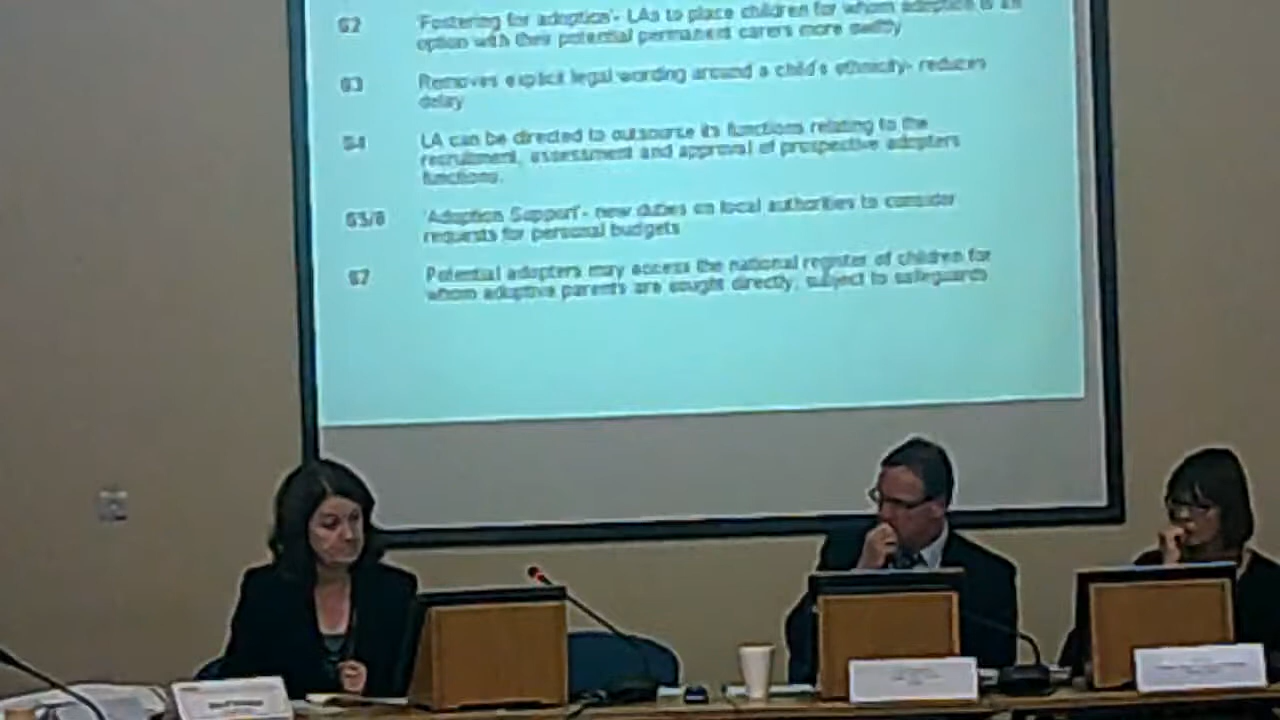 'Fostering for adoption'- LAs to place children for whom adoption is an
option with their potential permanent carers more swiftly
Removes explicit legal wording around a child's ethnicity- reduces
delay
LA can be directed to outsource its functions relating to the
recruitment, assessment and approval of prospective adopters
functions.
'Adoption Support'- new duties on local authorities to consider
requests for personal budgets
Potential adopters may access the national register of children for
whom adoptive parents are sought directly, subject to safeguards